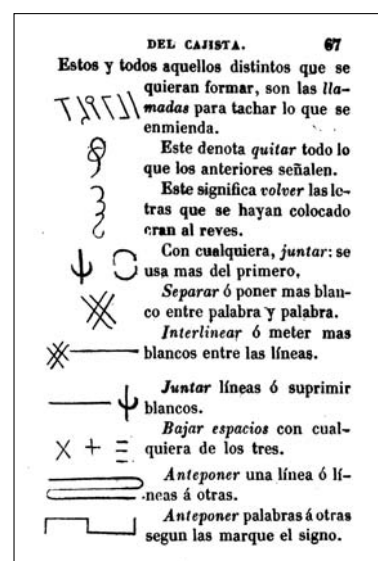 DEL CAJISTA. 67
Estos y todos aquellos distintos que se
quieran formar, son las lla-
madas para tachar lo que se
enmienda.
Este denota quitar todo lo
que los anteriores señalen.
Este significa volver las le-
tras que se hayan colocado
eran al reves.
Con cualquiera, juntar: se
usa mas del primero.
Separar ó poner mas blan-
co entre palabra y palabra.
Interlinear ó meter mas
blancos entre las líneas.
Juntar líneas ó suprimir
blancos.
Bajar espacios con cual-
quiera de los tres.
Anteponer una línea ó lí-
neas á otras.
Anteponer palabras á otras
segun las marque el signo.